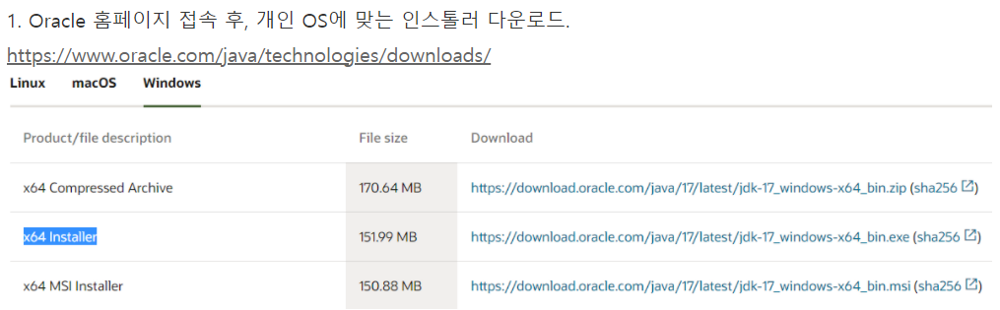 1. Oracle 홈페이지 접속 후, 개인 OS에 맞는 인스톨러 다운로드.
https://www.oracle.com/java/technologies/downloads/
Linux macOS Windows
Product/file description File size Download
x64 Compressed Archive 170.64 MB https://download.oracle.com/java/17/latest/jdk-17_windows-x64_bin.zip (sha256)
x64 Installer 151.99 MB https://download.oracle.com/java/17/latest/jdk-17_windows-x64_bin.exe (sha256)
x64 MSI Installer 150.88 MB https://download.oracle.com/java/17/latest/jdk-17_windows-x64_bin.msi (sha256)